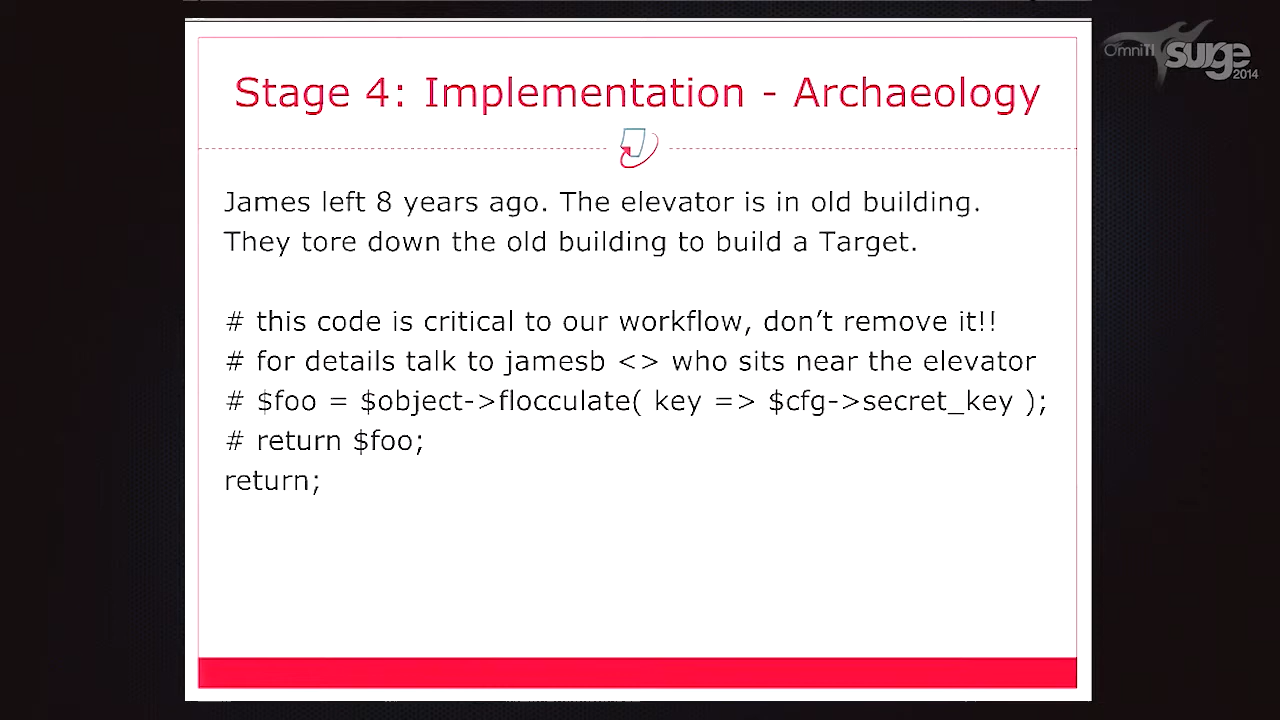 OmniTI surge 2014
Stage 4: Implementation - Archaeology
James left 8 years ago. The elevator is in old building.
They tore down the old building to build a Target.
# this code is critical to our workflow, don’t remove it!!
# for details talk to jamesb <> who sits near the elevator
# $foo = $object->flocculate( key => $cfg->secret_key );
# return $foo;
return;